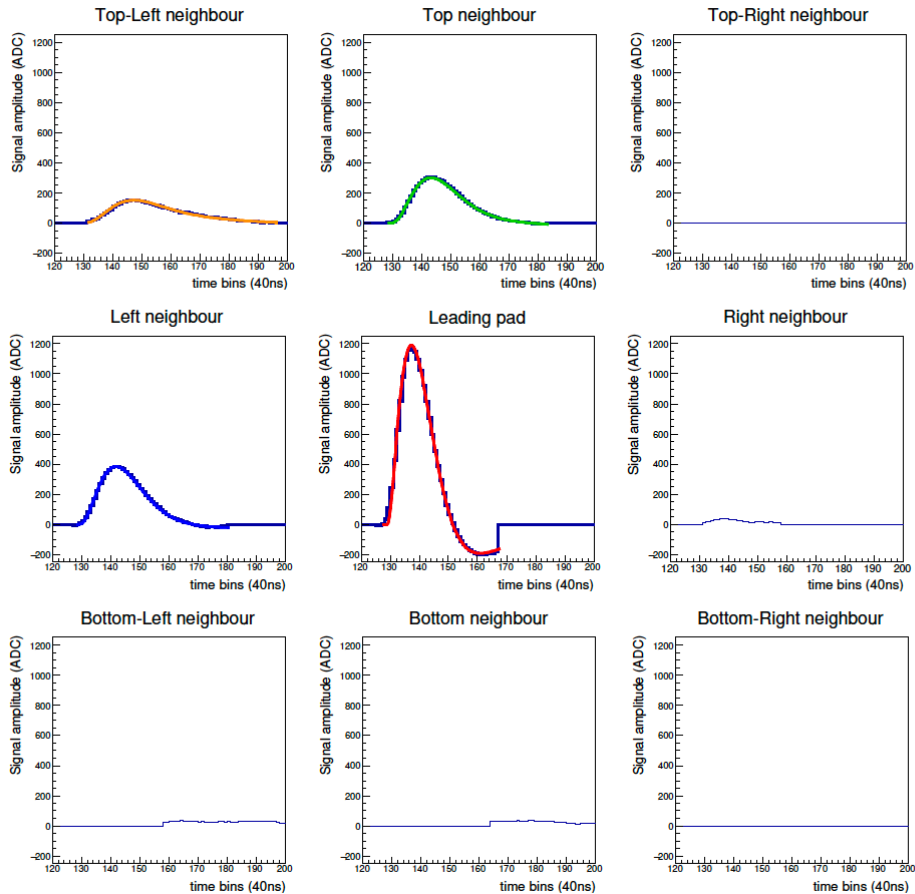 Top-Left neighbour
Top neighbour
Top-Right neighbour
Signal amplitude (ADC)
1200
1000
800
600
400
200
0
−200
120 130 140 150 160 170 180 190 200
time bins (40ns)
Signal amplitude (ADC)
1200
1000
800
600
400
200
0
−200
120 130 140 150 160 170 180 190 200
time bins (40ns)
Signal amplitude (ADC)
1200
1000
800
600
400
200
0
−200
120 130 140 150 160 170 180 190 200
time bins (40ns)
Left neighbour
Leading pad
Right neighbour
Signal amplitude (ADC)
1200
1000
800
600
400
200
0
−200
120 130 140 150 160 170 180 190 200
time bins (40ns)
Signal amplitude (ADC)
1200
1000
800
600
400
200
0
−200
120 130 140 150 160 170 180 190 200
time bins (40ns)
Signal amplitude (ADC)
1200
1000
800
600
400
200
0
−200
120 130 140 150 160 170 180 190 200
time bins (40ns)
Bottom-Left neighbour
Bottom neighbour
Bottom-Right neighbour
Signal amplitude (ADC)
1200
1000
800
600
400
200
0
−200
120 130 140 150 160 170 180 190 200
time bins (40ns)
Signal amplitude (ADC)
1200
1000
800
600
400
200
0
−200
120 130 140 150 160 170 180 190 200
time bins (40ns)
Signal amplitude (ADC)
1200
1000
800
600
400
200
0
−200
120 130 140 150 160 170 180 190 200
time bins (40ns)